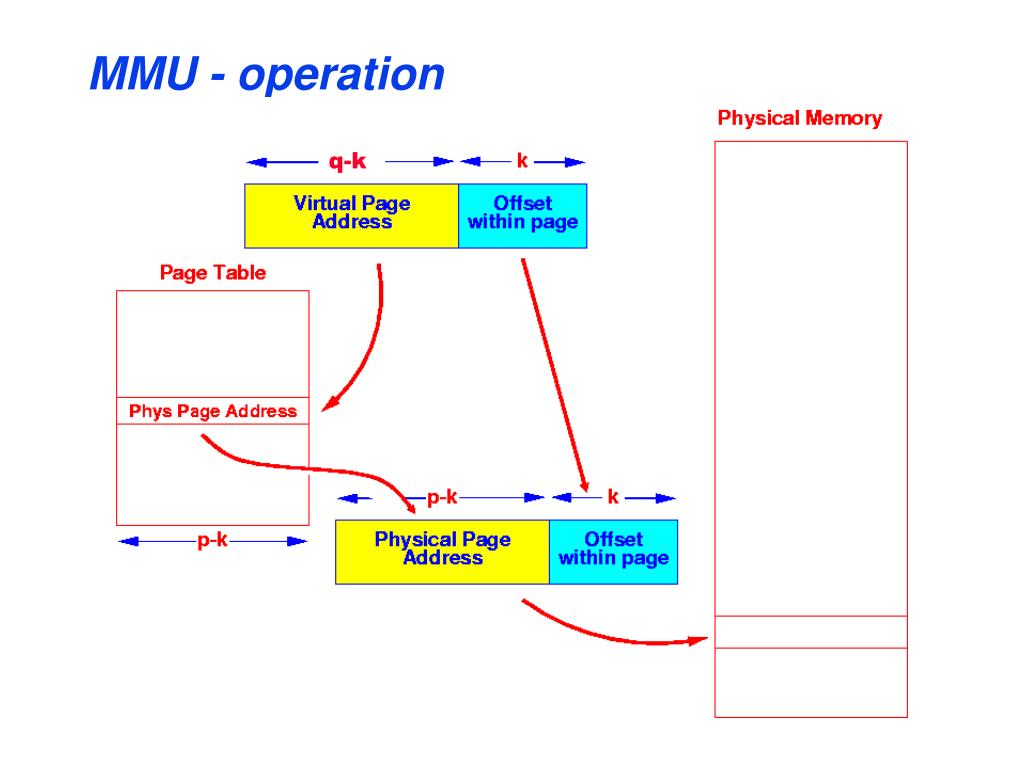 MMU - operation
Physical Memory
q-k
k
Virtual Page
Address
Offset
within page
Page Table
Phys Page Address
p-k
k
p-k
Physical Page
Address
Offset
within page